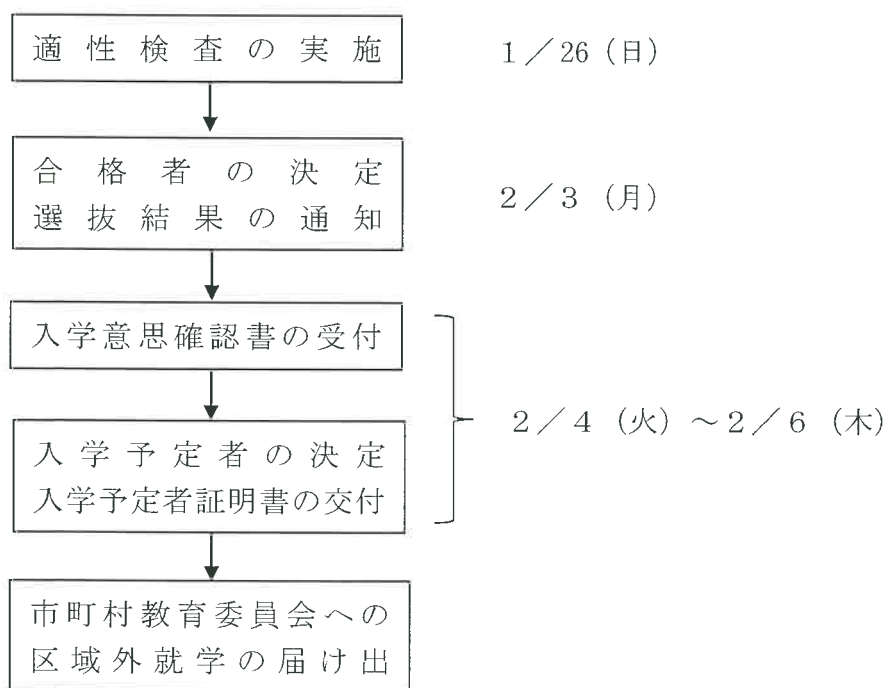 適性検査の実施
1／26（日）
合格者の決定
選抜結果の通知
2／3（月）
入学意思確認書の受付
2／4（火）～2／6（木）
入学予定者の決定
入学予定者証明書の交付
市町村教育委員会への
区域外就学の届け出